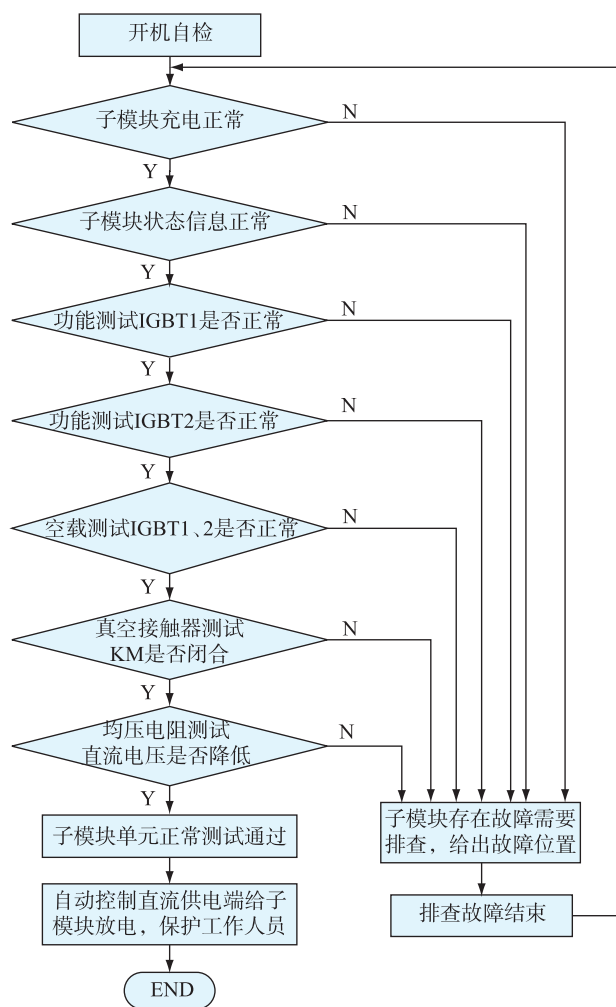 开机自检
子模块充电正常
N
Y
子模块状态信息正常
N
Y
功能测试IGBT1是否正常
N
Y
功能测试IGBT2是否正常
N
Y
空载测试IGBT1、2是否正常
N
Y
真空接触器测试
KM是否闭合
N
Y
均压电阻测试
直流电压是否降低
N
Y
子模块单元正常测试通过
自动控制直流供电端给子
模块放电，保护工作人员
END
子模块存在故障需要
排查，给出故障位置
排查故障结束